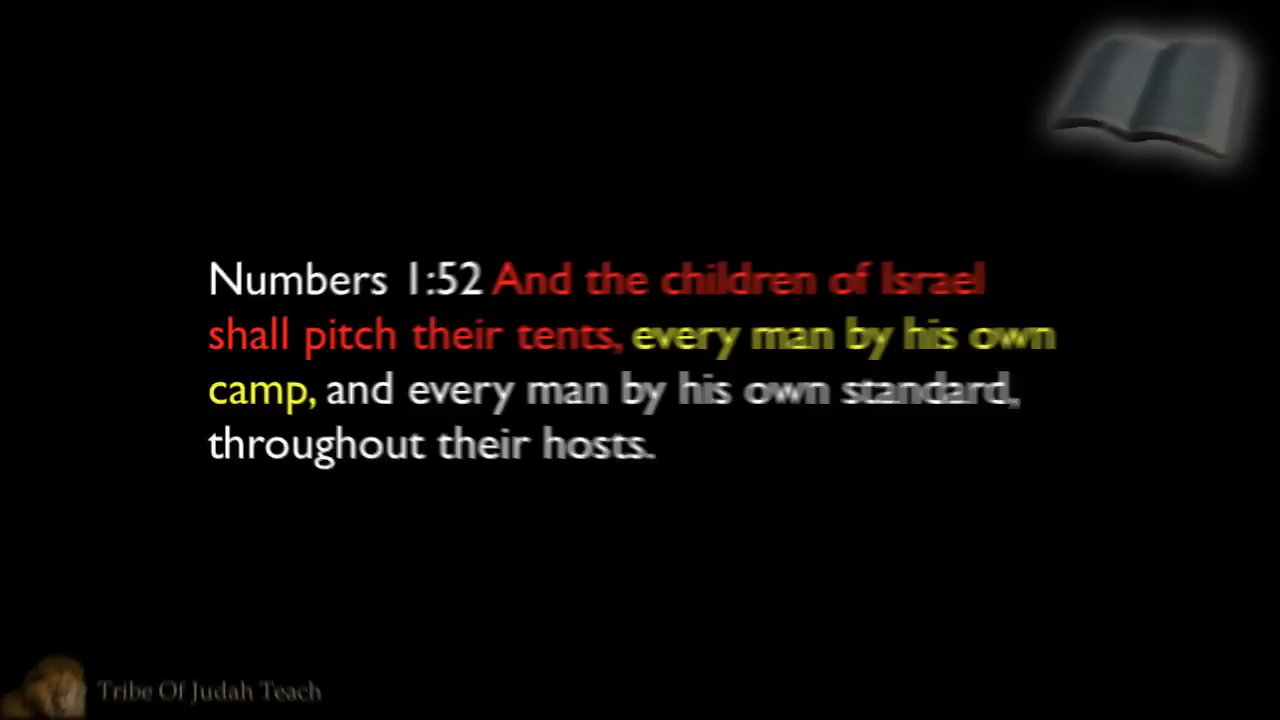 Numbers 1:52 And the children of Israel
shall pitch their tents, every man by his own
camp, and every man by his own standard,
throughout their hosts.
Tribe Of Judah Teach